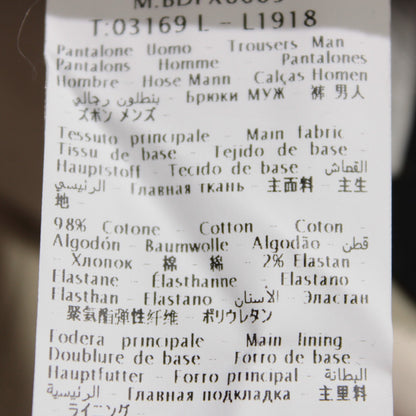 T:03169 L - L1918
Pantalone Uomo - Trousers Man
Pantalons Homme - Pantalones
Hombre - Hose Mann - Calças Homen
- بنطلون رجالي - Брюки МУЖ - 裤 男人
- ズボン メンズ
Tessuto principale - Main fabric -
Tissu de base - Tejido de base -
Hauptstoff - Tecido de base - القماش
الرئيسي - Главная ткань - 主面料 - 主生
地 -
98% Cotone - Cotton - Coton -
Algodón - Baumwolle - Algodão - قطن
- Хлопок - 棉 - 綿 - 2% Elastan
Elastane - Élasthanne - Elastano -
Elasthan - Elastano - الأستان - Эластан
- 聚氨酯弹性纤维 - ポリウレタン
Fodera principale - Main lining -
Doublure de base - Forro de base -
Hauptfutter - Forro principal - البطانة
الرئيسية - Главная подкладка - 主里料
- ライニング